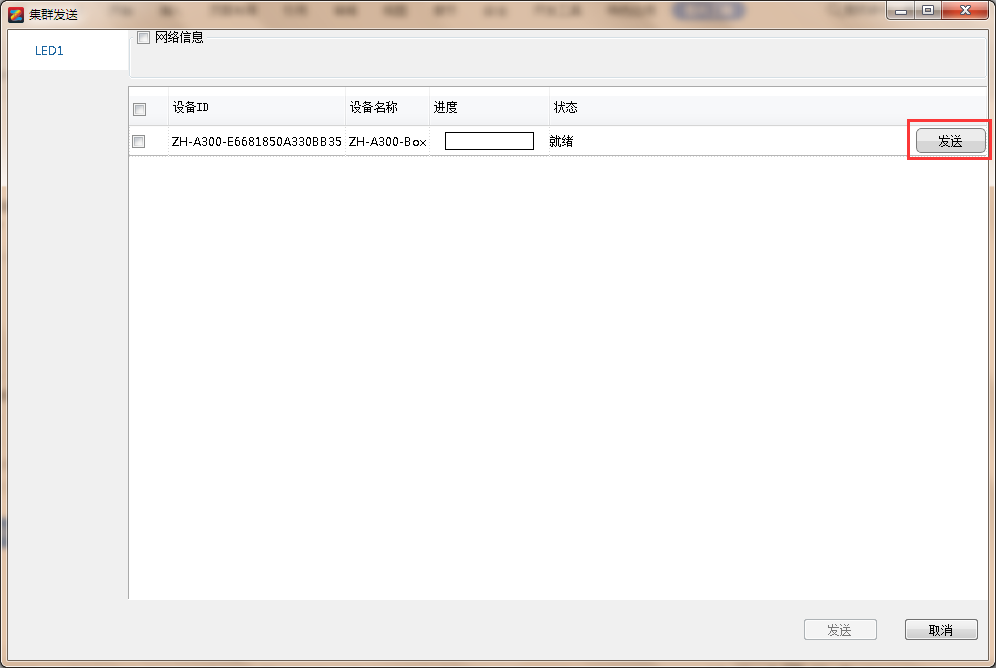 集群发送
LED1
网络信息
设备ID 设备名称 进度 状态
ZH-A300-E6681850A330BB35 ZH-A300-Box 就绪 发送
发送 取消